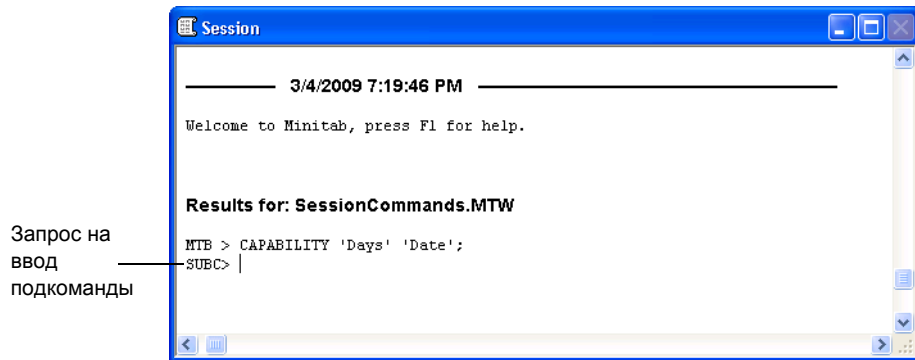 Session
3/4/2009 7:19:46 PM
Welcome to Minitab, press F1 for help.
Results for: SessionCommands.MTW
MTB > CAPABILITY 'Days' 'Date';
SUBC>
Запрос на
ввод
подкоманды